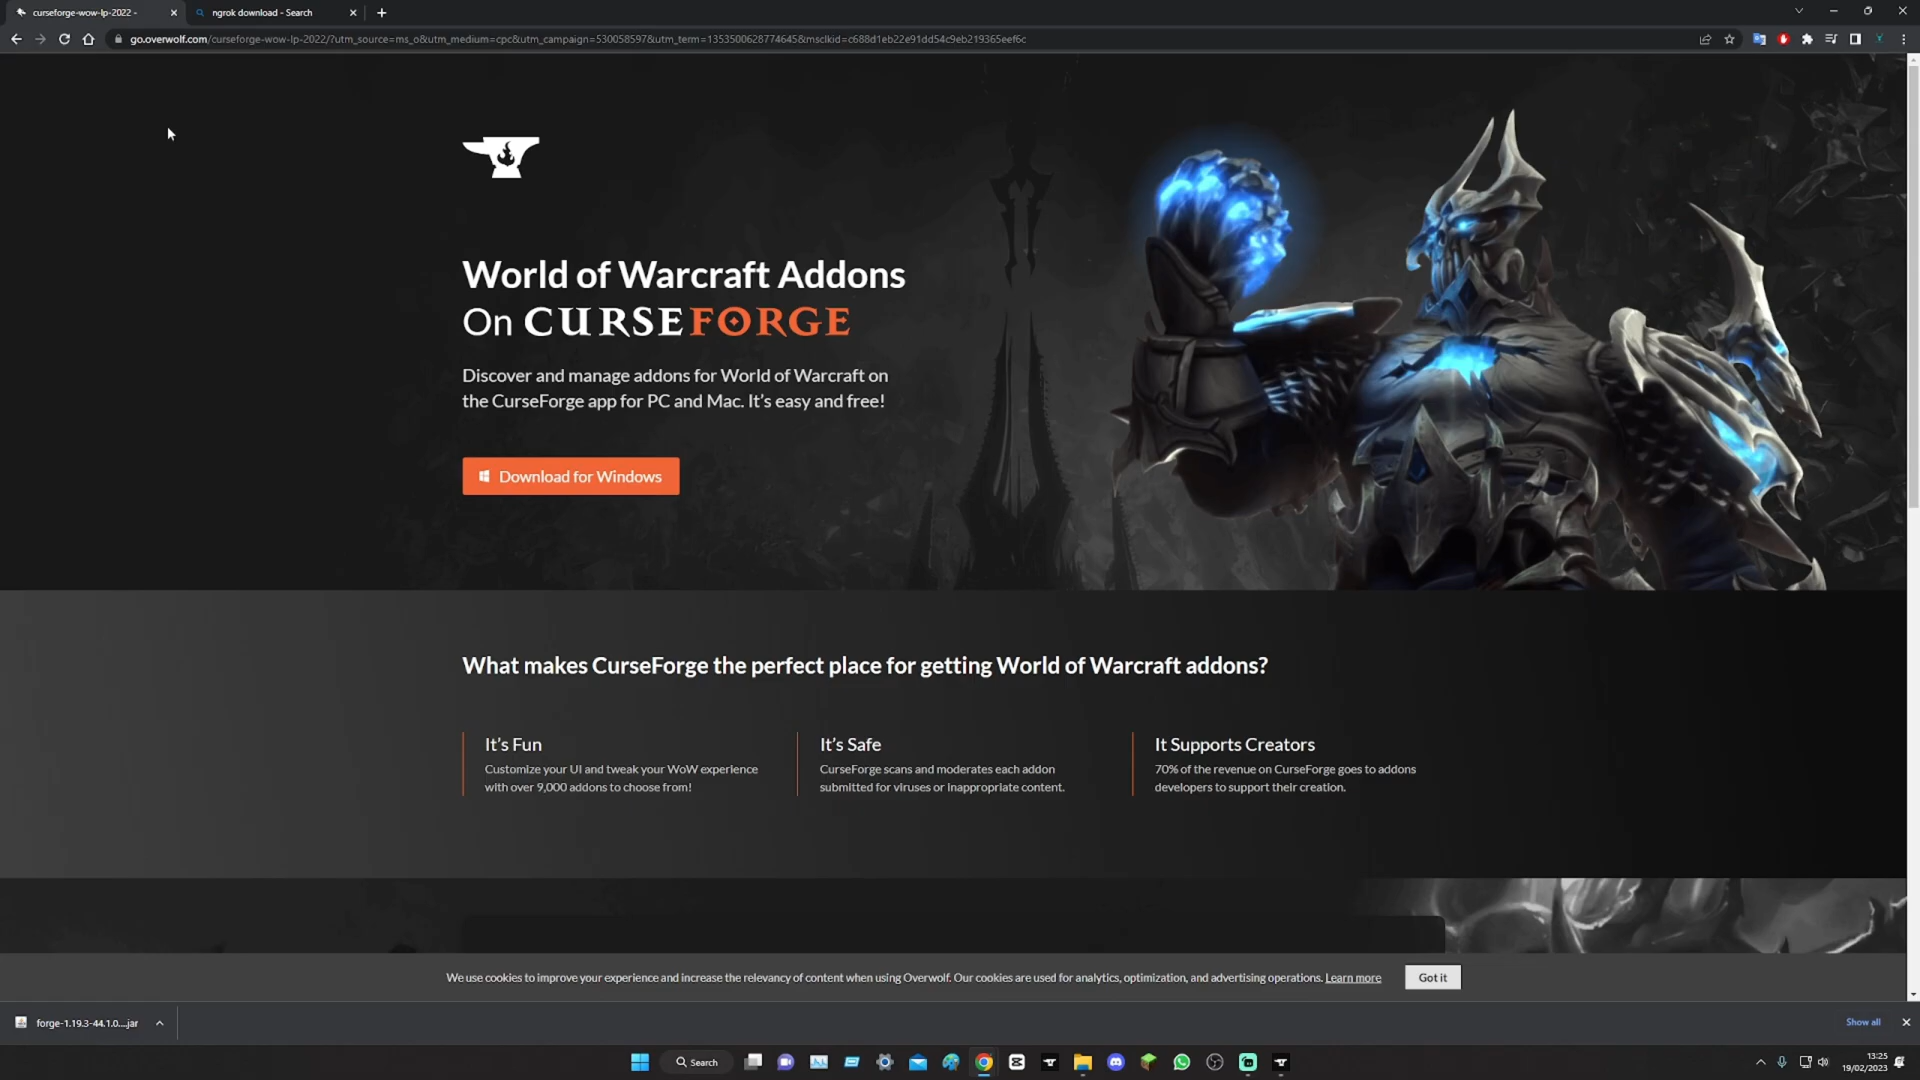 curseforge-wow-lp-2022 -
ngrok download - Search
go.overwolf.com/curseforge-wow-lp-2022/?utm_source=ms_o&utm_medium=cpc&utm_campaign=530058597&utm_term=1353500628774645&msclkid=c688d1eb22e91dd54c9eb219365eef6c
World of Warcraft Addons
On CURSEFORGE
Discover and manage addons for World of Warcraft on
the CurseForge app for PC and Mac. It's easy and free!
Download for Windows
What makes CurseForge the perfect place for getting World of Warcraft addons?
It's Fun
Customize your UI and tweak your WoW experience
with over 9,000 addons to choose from!
It's Safe
CurseForge scans and moderates each addon
submitted for viruses or inappropriate content.
It Supports Creators
70% of the revenue on CurseForge goes to addons
developers to support their creation.
We use cookies to improve your experience and increase the relevancy of content when using Overwolf. Our cookies are used for analytics, optimization, and advertising operations. Learn more
Got it
forge-1.19.3-44.1.0....jar
Show all
Search
13:25
19/02/2023